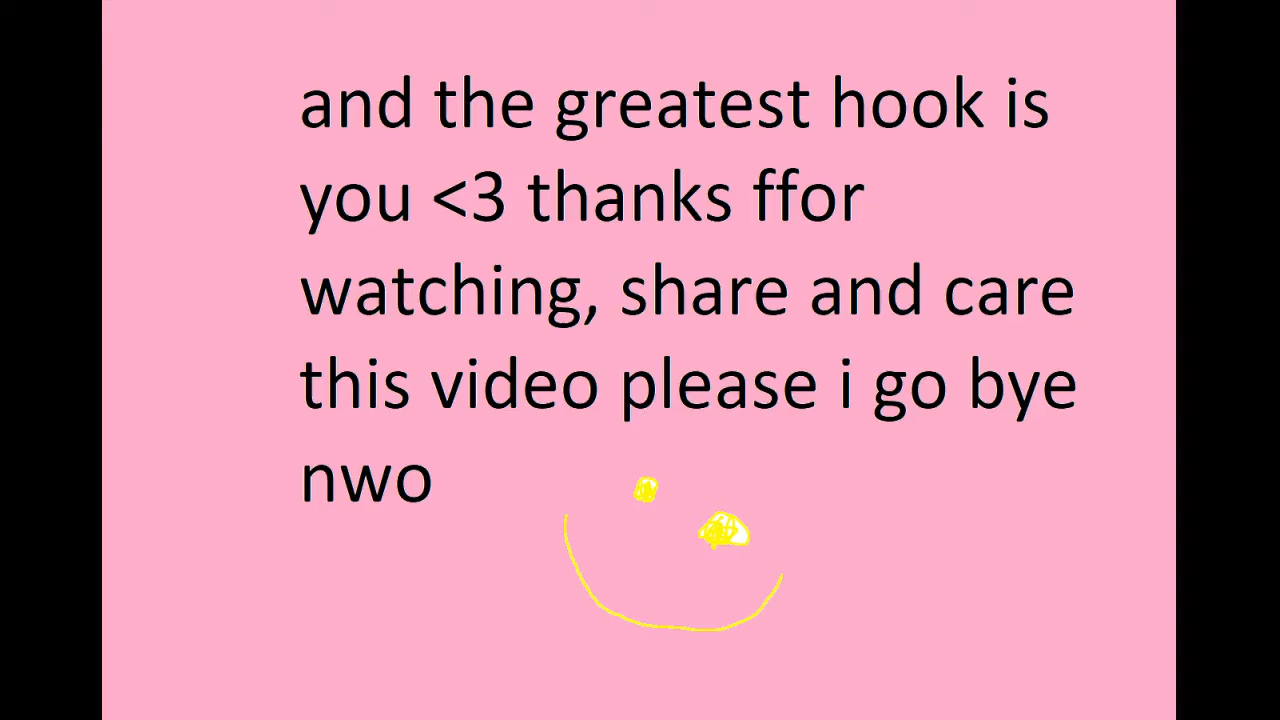 and the greatest hook is
you <3 thanks ffor
watching, share and care
this video please i go bye
nwo